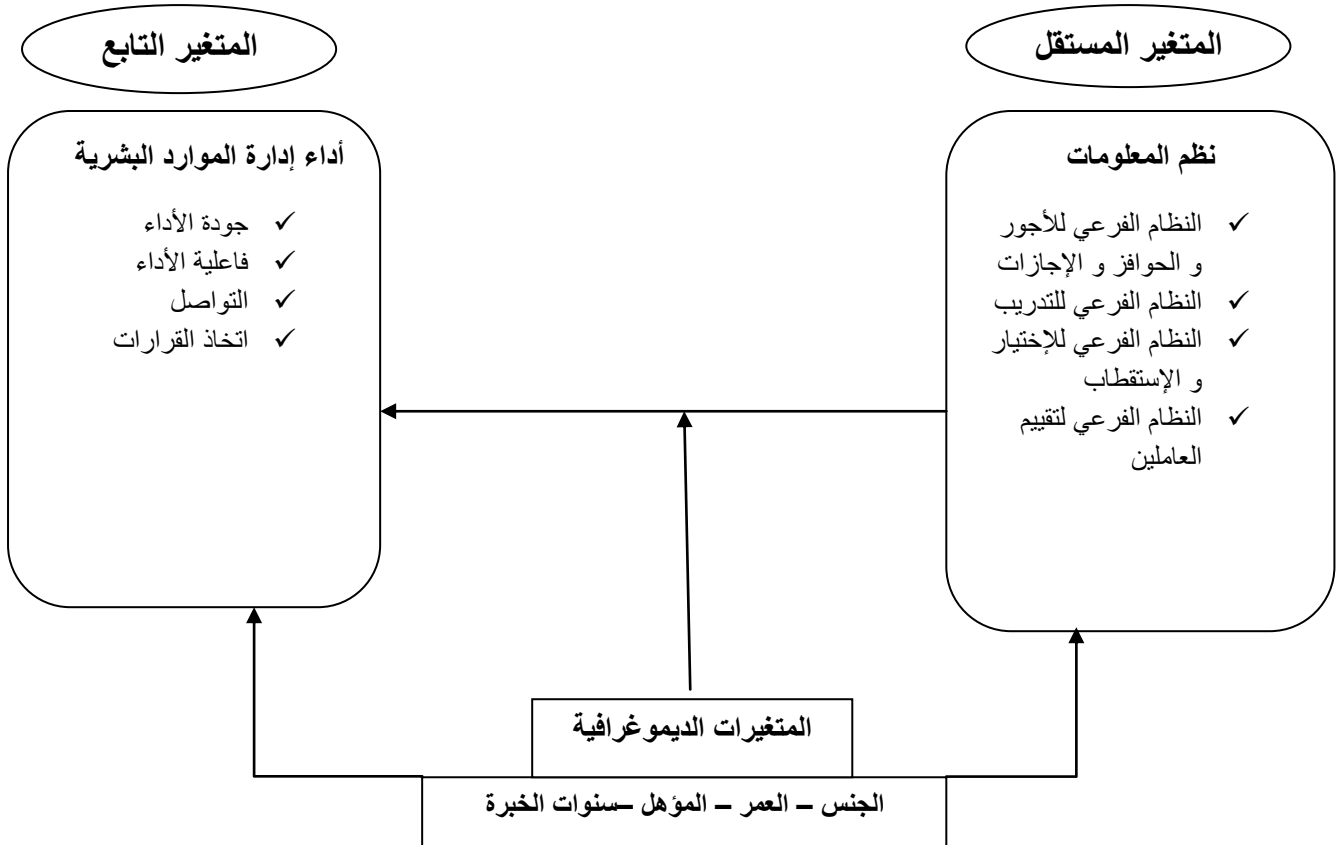 المتغير المستقل
المتغير التابع
نظم المعلومات
✓ النظام الفرعي للأجور
و الحوافز و الإجازات
✓ النظام الفرعي للتدريب
✓ النظام الفرعي للإختيار
و الإستقطاب
✓ النظام الفرعي لتقييم
العاملين
أداء إدارة الموارد البشرية
✓ جودة الأداء
✓ فاعلية الأداء
✓ التواصل
✓ اتخاذ القرارات
المتغيرات الديموغرافية
الجنس – العمر – المؤهل –سنوات الخبرة